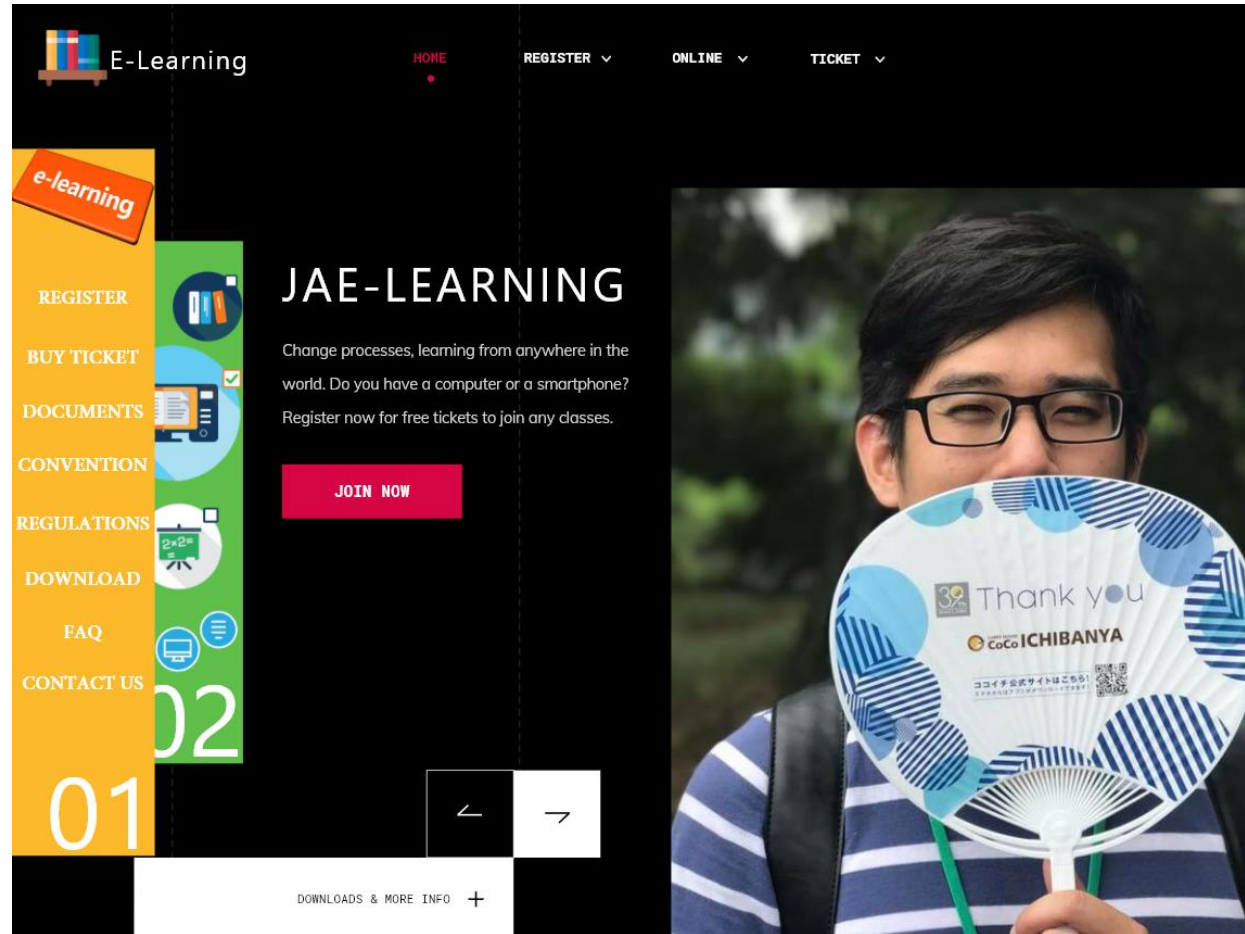 E-Learning
HOME
REGISTER
ONLINE
TICKET
e-learning
REGISTER
BUY TICKET
DOCUMENTS
CONVENTION
REGULATIONS
DOWNLOAD
FAQ
CONTACT US
01
2×2=
=
02
JAE-LEARNING
Change processes, learning from anywhere in the
world. Do you have a computer or a smartphone?
Register now for free tickets to join any classes.
JOIN NOW
DOWNLOADS & MORE INFO +
39
Thank you
CoCo ICHIBANYA
ココイチ公式サイトはこちら!